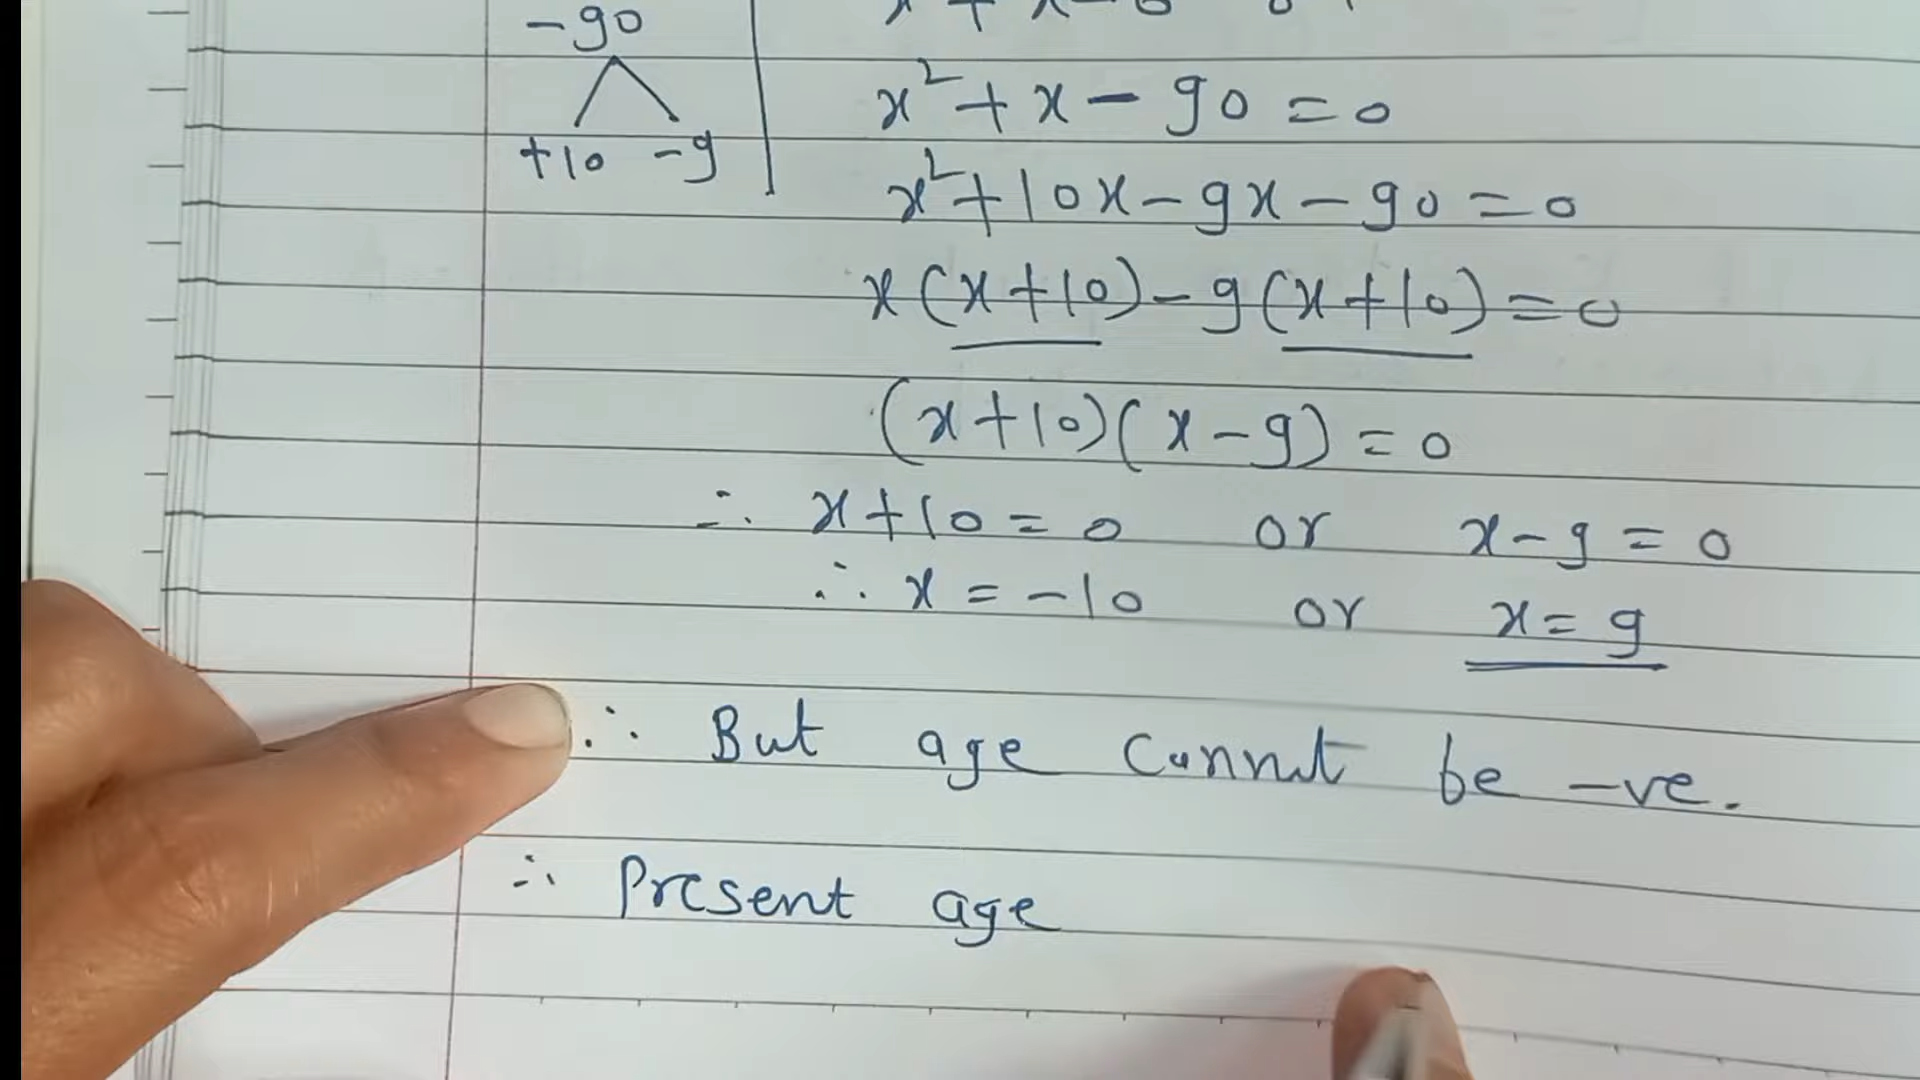 -90
+10 -9
x²+x-90=0
x²+10x-9x-90=0
x(x+10)-9(x+10)=0
(x+10)(x-9)=0
∴ x+10=0 or x-9=0
∴ x=-10 or x=9
∴ But age cannot be -ve.
∴ Present age